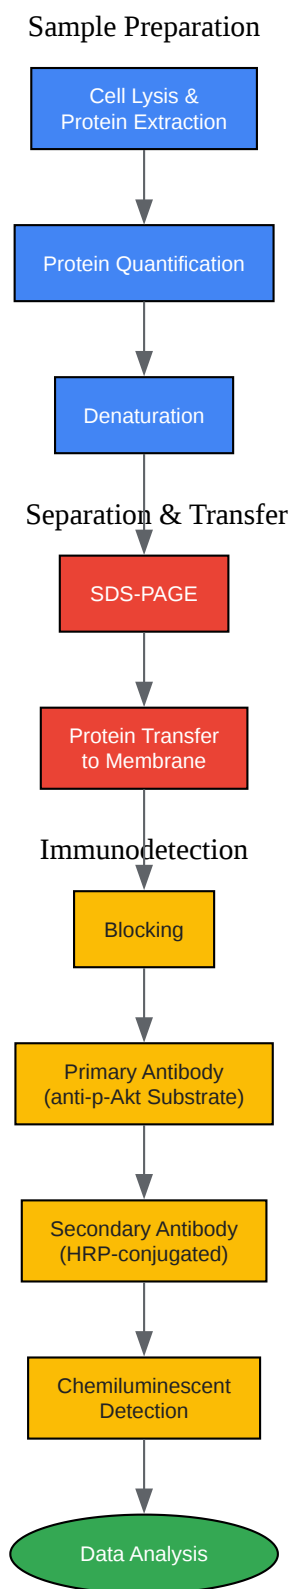 Sample Preparation
Cell Lysis &
Protein Extraction
Protein Quantification
Denaturation
Separation & Transfer
SDS-PAGE
Protein Transfer
to Membrane
Immunodetection
Blocking
Primary Antibody
(anti-p-Akt Substrate)
Secondary Antibody
(HRP-conjugated)
Chemiluminescent
Detection
Data Analysis